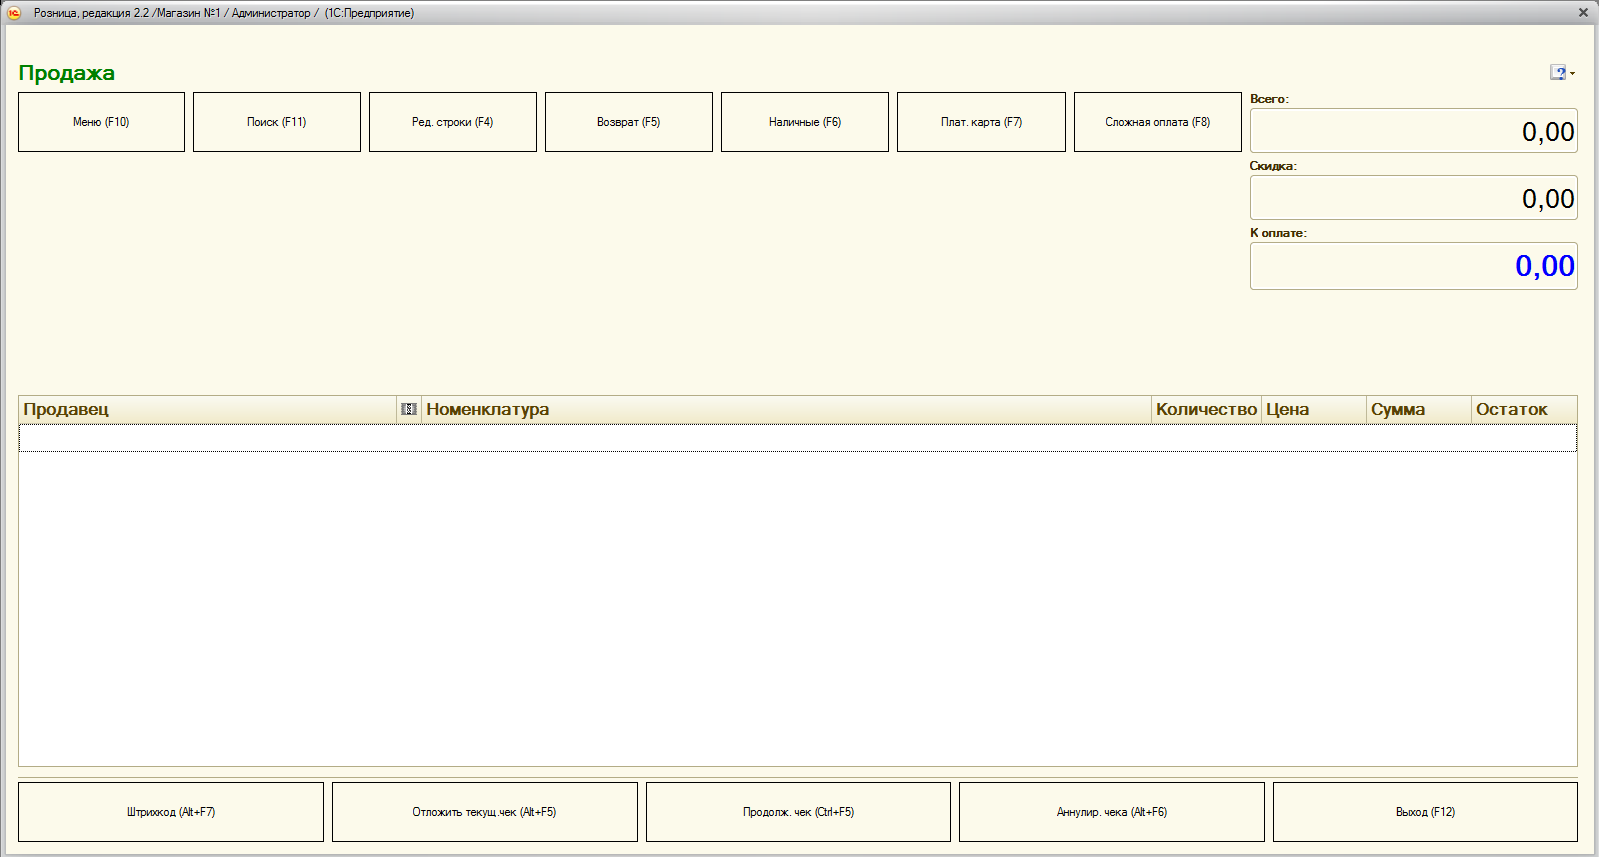 Розница, редакция 2.2 /Магазин №1 / Администратор / (1С:Предприятие)
Продажа
Меню (F10)
Поиск (F11)
Ред. строки (F4)
Возврат (F5)
Наличные (F6)
Плат. карта (F7)
Сложная оплата (F8)
Всего:
0,00
Скидка:
0,00
К оплате:
0,00
Продавец Номенклатура Количество Цена Сумма Остаток
Штрихкод (Alt+F7)
Отложить текущ.чек (Alt+F5)
Продолж. чек (Ctrl+F5)
Аннулир. чека (Alt+F6)
Выход (F12)